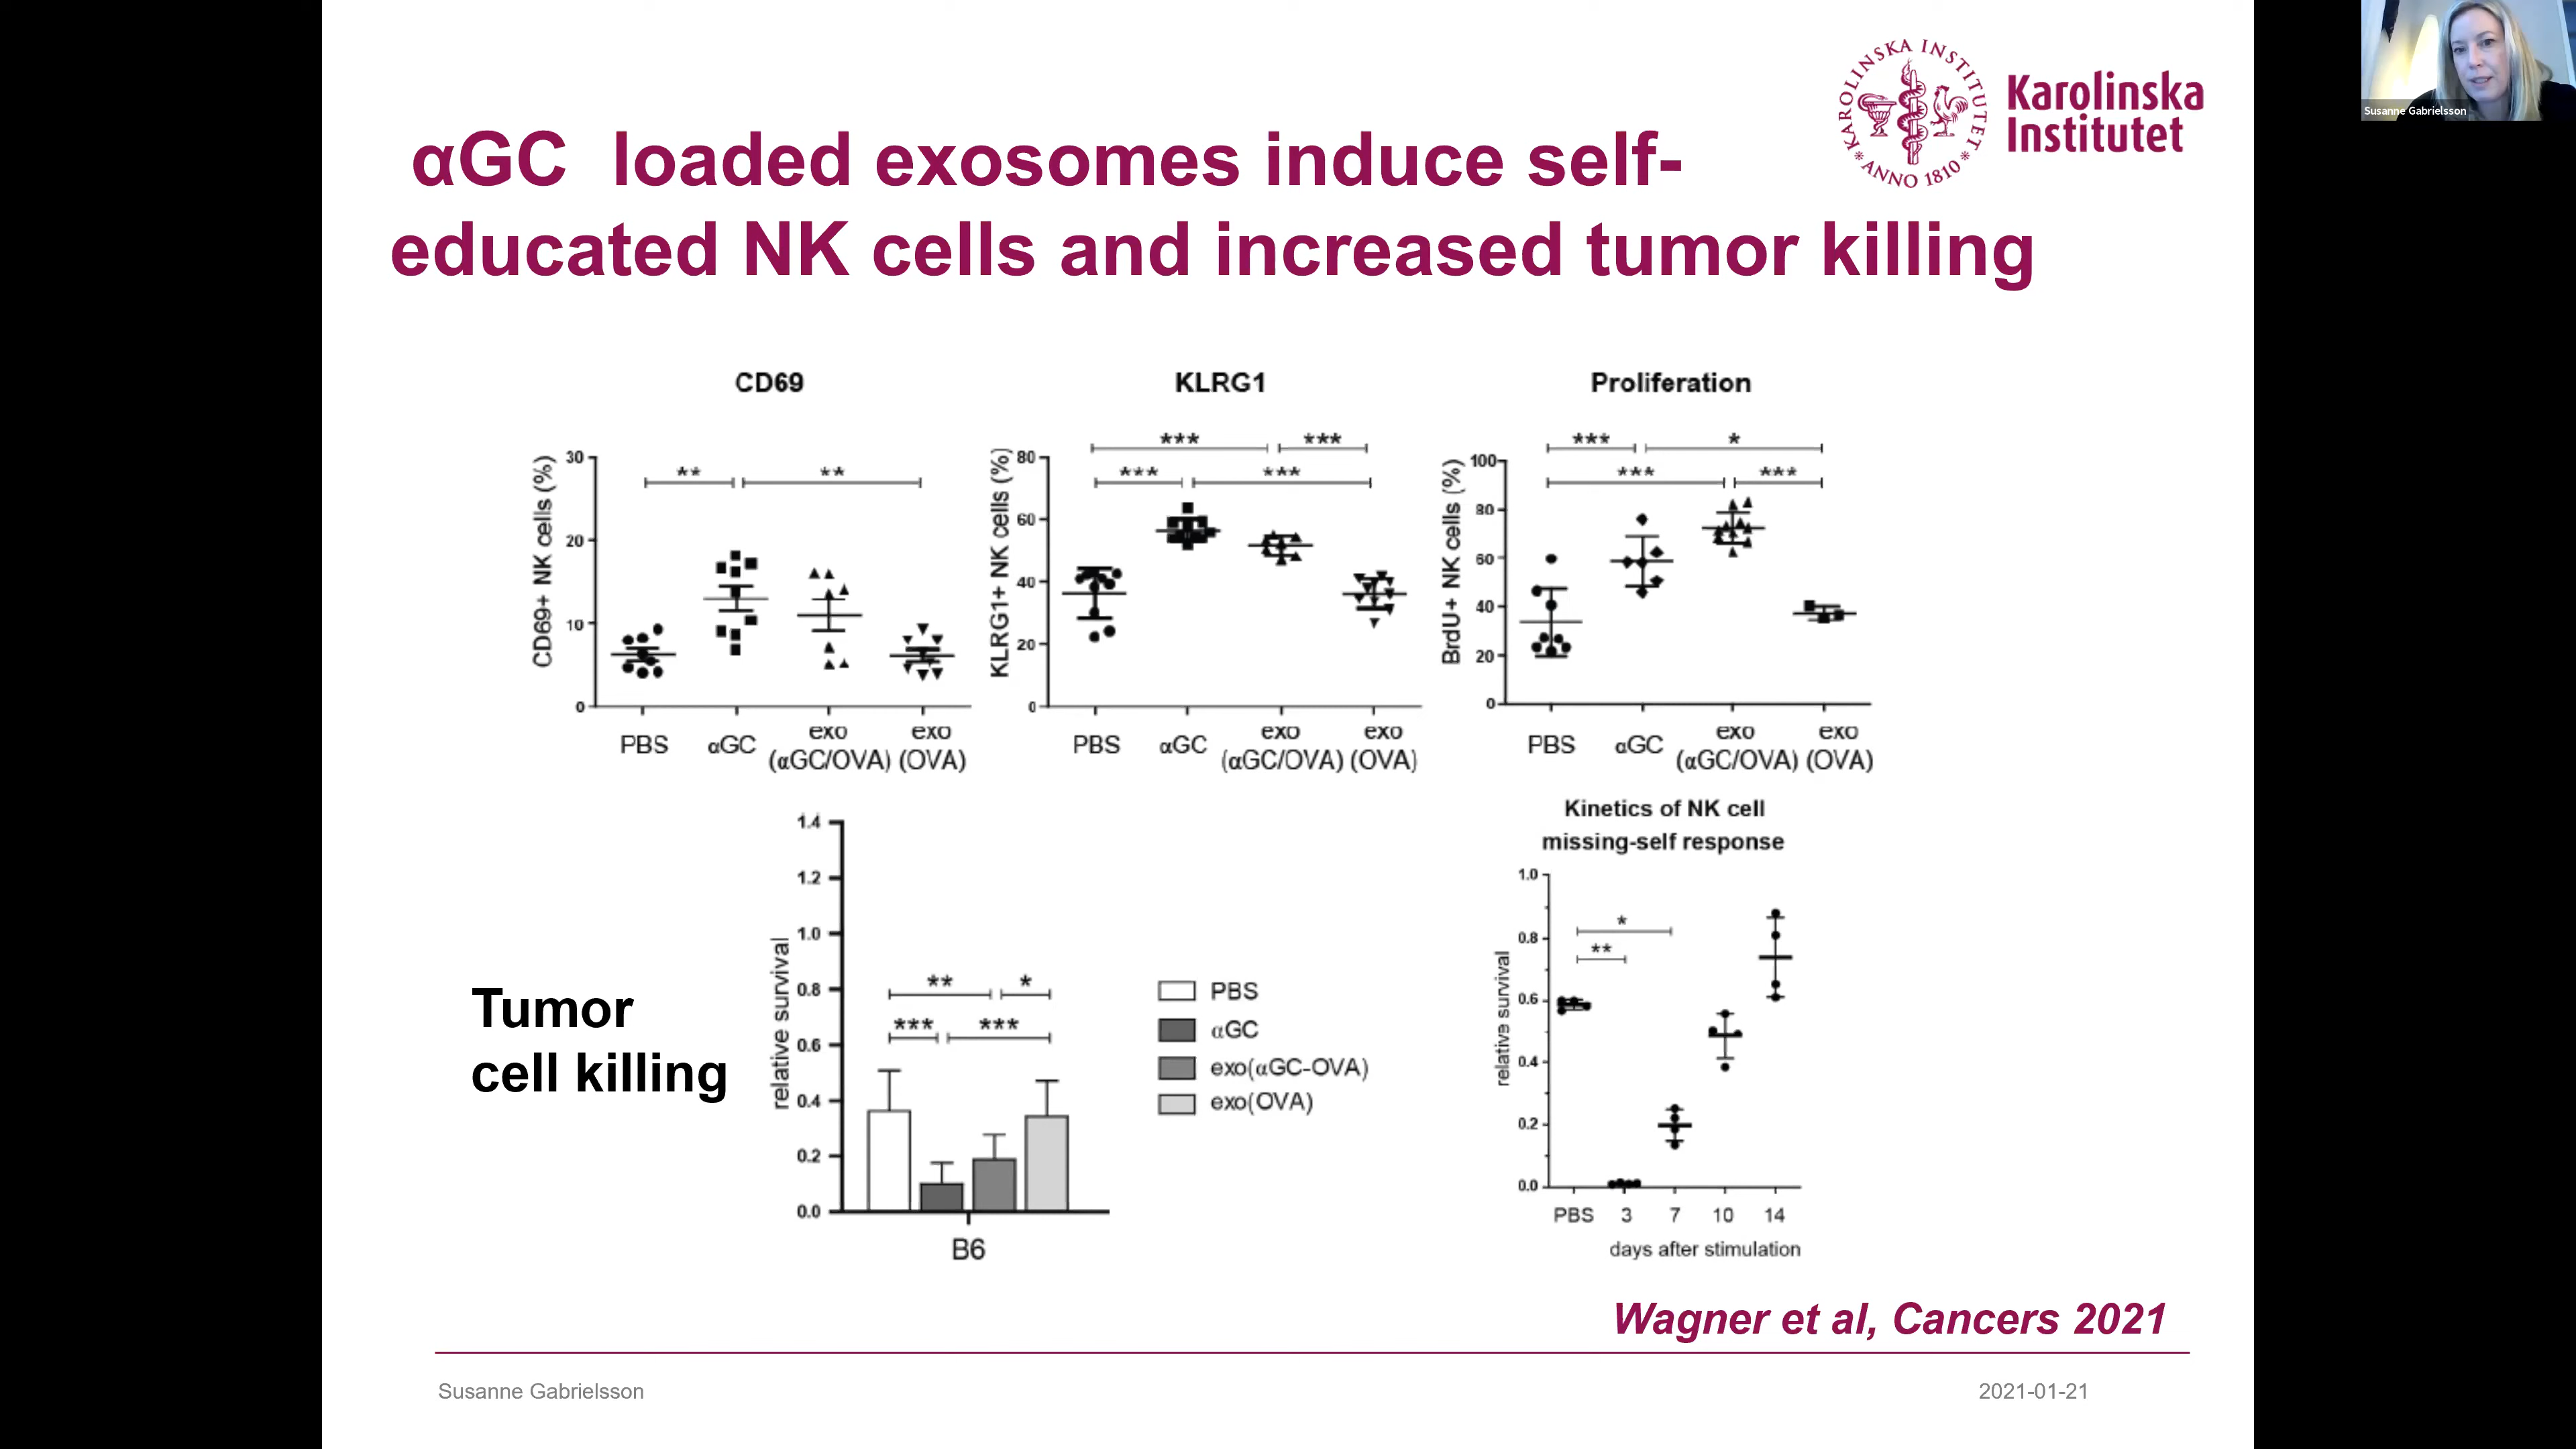 Susanne Gabrielsson
KAROLINSKA INSTITUTET
* ANNO 1810 *
Karolinska
Institutet
αGC loaded exosomes induce self-
educated NK cells and increased tumor killing
CD69
CD69+ NK cells (%)
30
20
10
0
** **
PBS αGC exo (αGC/OVA) exo (OVA)
KLRG1
KLRG1+ NK cells (%)
80
60
40
20
0
*** ***
*** ***
PBS αGC exo (αGC/OVA) exo (OVA)
Proliferation
BrdU+ NK cells (%)
100
80
60
40
20
0
*** *
*** ***
PBS αGC exo (αGC/OVA) exo (OVA)
Tumor
cell killing
relative survival
1.4
1.2
1.0
0.8
0.6
0.4
0.2
0.0
** *
*** ***
B6
PBS
αGC
exo(αGC-OVA)
exo(OVA)
Kinetics of NK cell
missing-self response
relative survival
1.0
0.8
0.6
0.4
0.2
0.0
*
**
PBS 3 7 10 14
days after stimulation
Wagner et al, Cancers 2021
Susanne Gabrielsson
2021-01-21